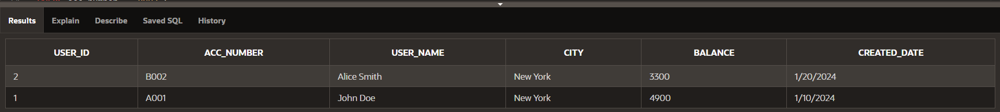 Results Explain Describe Saved SQL History
USER_ID ACC_NUMBER USER_NAME CITY BALANCE CREATED_DATE
2 B002 Alice Smith New York 3300 1/20/2024
1 A001 John Doe New York 4900 1/10/2024